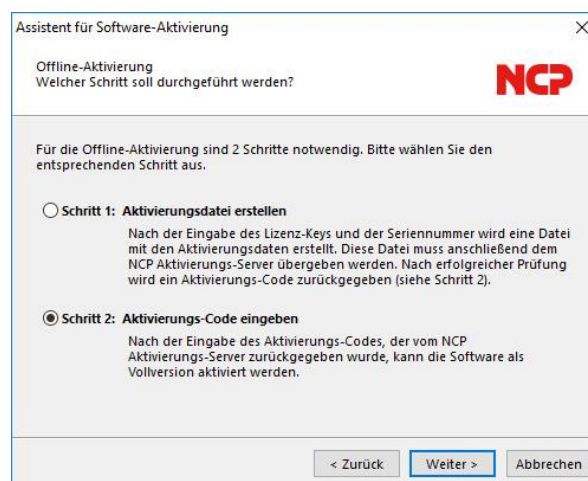 Assistent für Software-Aktivierung
Offline-Aktivierung
Welcher Schritt soll durchgeführt werden?
NCP
Für die Offline-Aktivierung sind 2 Schritte notwendig. Bitte wählen Sie den
entsprechenden Schritt aus.
Schritt 1: Aktivierungsdatei erstellen
Nach der Eingabe des Lizenz-Keys und der Seriennummer wird eine Datei
mit den Aktivierungsdaten erstellt. Diese Datei muss anschließend dem
NCP Aktivierungs-Server übergeben werden. Nach erfolgreicher Prüfung
wird ein Aktivierungs-Code zurückgegeben (siehe Schritt 2).
Schritt 2: Aktivierungs-Code eingeben
Nach der Eingabe des Aktivierungs-Codes, der vom NCP
Aktivierungs-Server zurückgegeben wurde, kann die Software als
Vollversion aktiviert werden.
< Zurück Weiter > Abbrechen